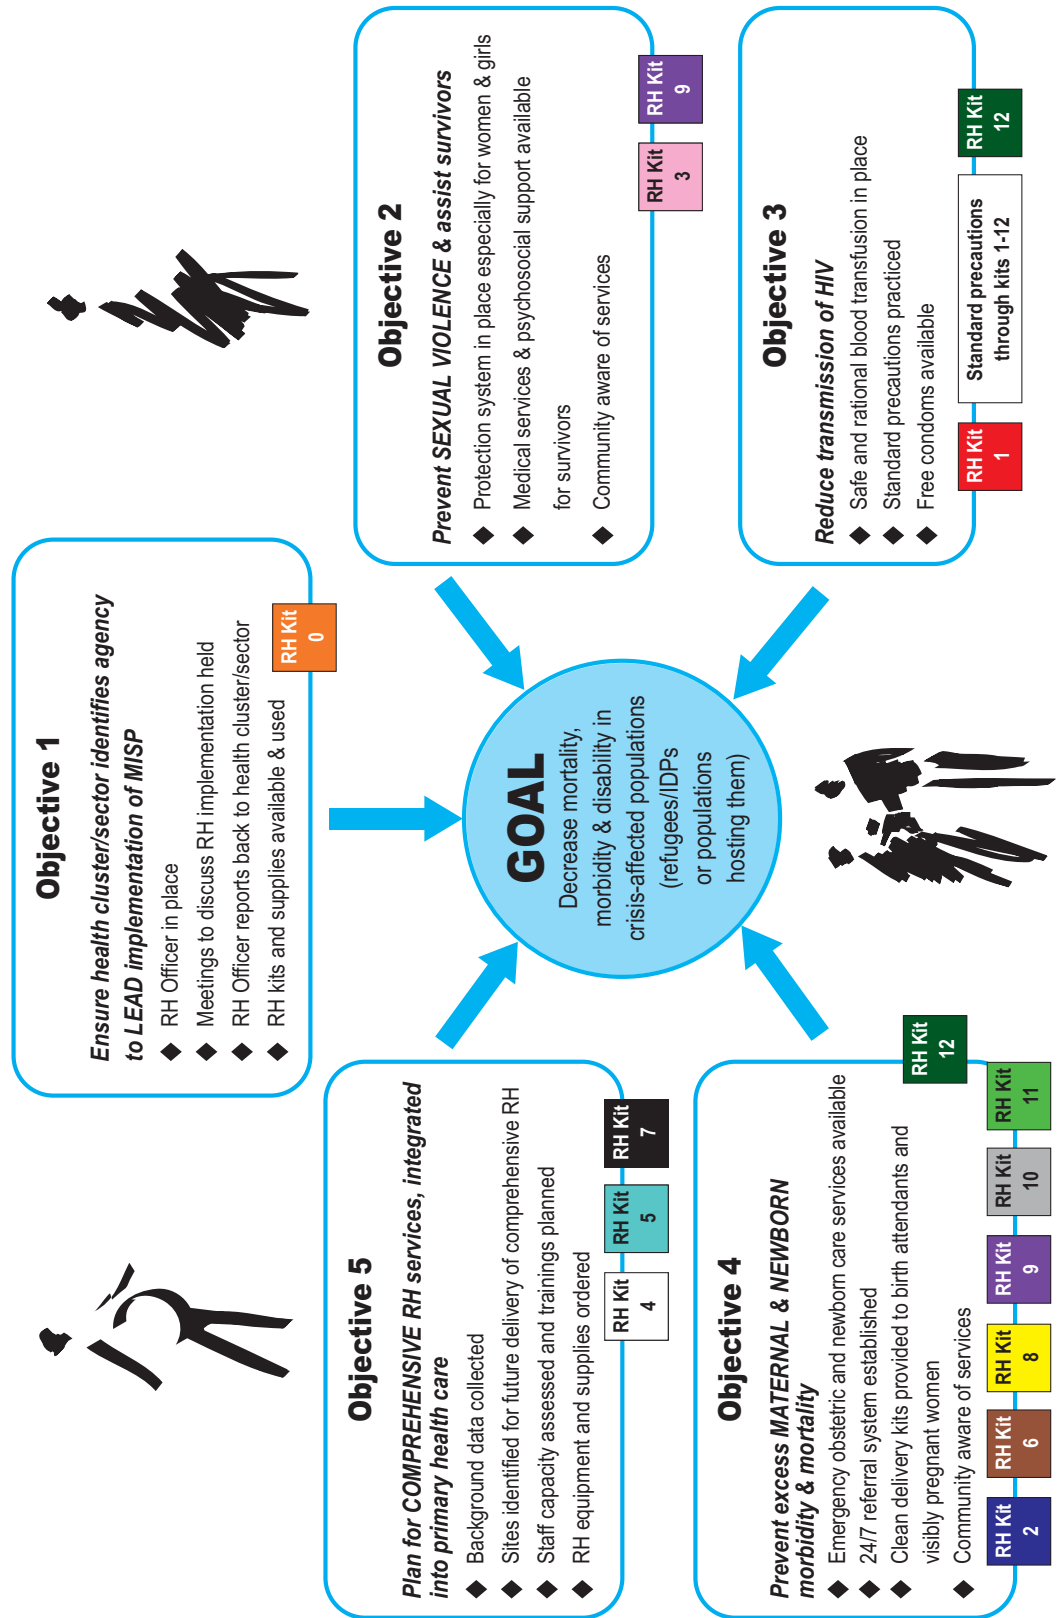 Objective 1
Ensure health cluster/sector identifies agency
to LEAD implementation of MISP
◆ RH Officer in place
◆ Meetings to discuss RH implementation held
◆ RH Officer reports back to health cluster/sector
◆ RH kits and supplies available & used
RH Kit
0
Objective 2
Prevent SEXUAL VIOLENCE & assist survivors
◆ Protection system in place especially for women & girls
◆ Medical services & psychosocial support available
for survivors
◆ Community aware of services
RH Kit
3
RH Kit
9
Objective 3
Reduce transmission of HIV
◆ Safe and rational blood transfusion in place
◆ Standard precautions practiced
◆ Free condoms available
RH Kit
1
Standard precautions
through kits 1-12
RH Kit
12
Objective 4
Prevent excess MATERNAL & NEWBORN
morbidity & mortality
◆ Emergency obstetric and newborn care services available
◆ 24/7 referral system established
◆ Clean delivery kits provided to birth attendants and
visibly pregnant women
◆ Community aware of services
RH Kit
2
RH Kit
6
RH Kit
8
RH Kit
9
RH Kit
10
RH Kit
11
RH Kit
12
Objective 5
Plan for COMPREHENSIVE RH services, integrated
into primary health care
◆ Background data collected
◆ Sites identified for future delivery of comprehensive RH
◆ Staff capacity assessed and trainings planned
◆ RH equipment and supplies ordered
RH Kit
4
RH Kit
5
RH Kit
7
GOAL
Decrease mortality,
morbidity & disability in
crisis-affected populations
(refugees/IDPs
or populations
hosting them)